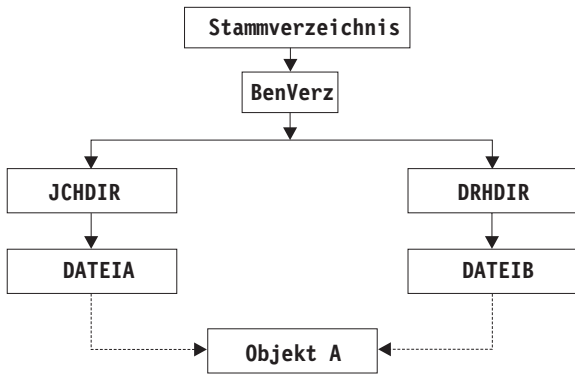 Stammverzeichnis
BenVerz
JCHDIR
DRHDIR
DATEIA
DATEIB
Objekt A